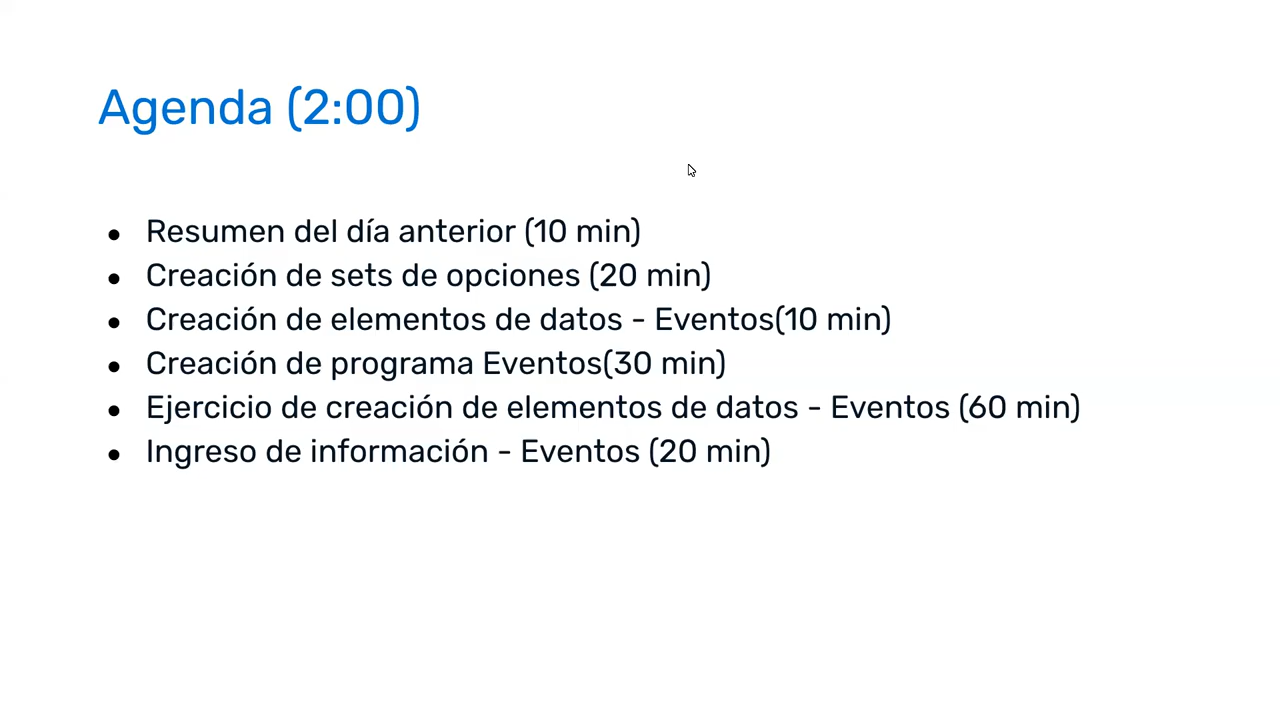 Agenda (2:00)
● Resumen del día anterior (10 min)
● Creación de sets de opciones (20 min)
● Creación de elementos de datos - Eventos(10 min)
● Creación de programa Eventos(30 min)
● Ejercicio de creación de elementos de datos - Eventos (60 min)
● Ingreso de información - Eventos (20 min)